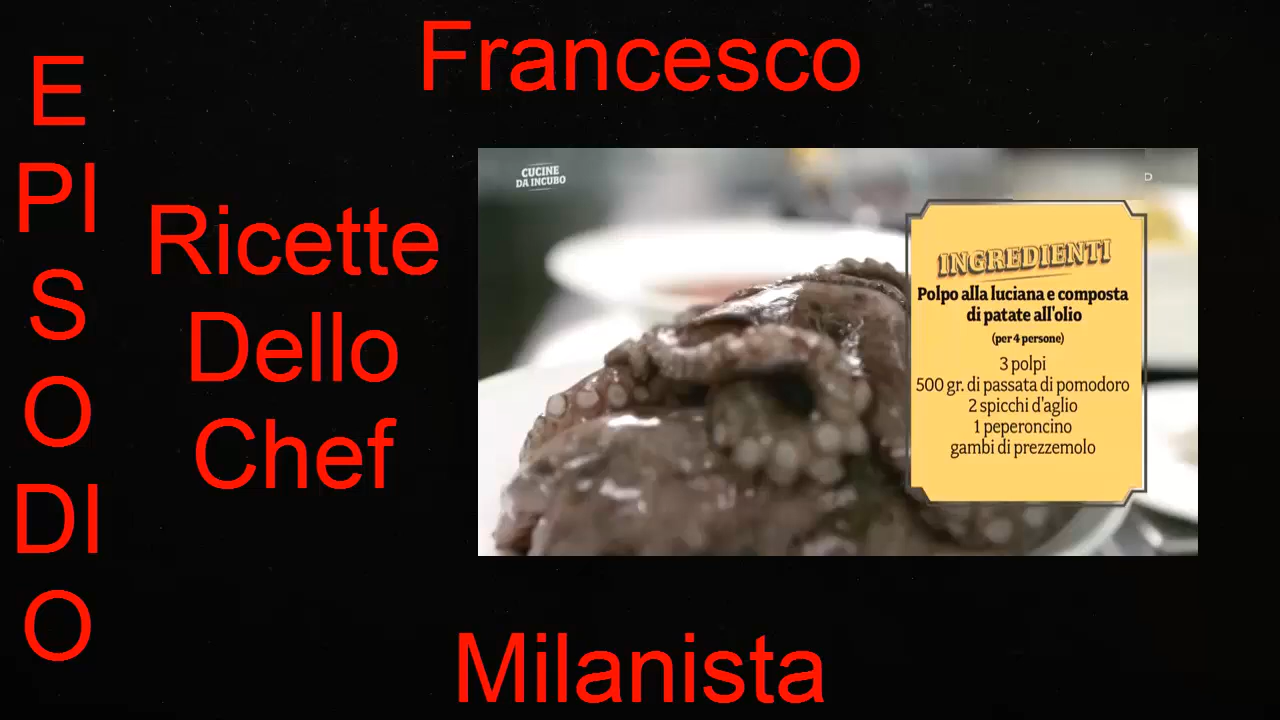 Francesco
E
PI
S
O
DI
O
Ricette
Dello
Chef
CUCINE
DA INCUBO
D
INGREDIENTI
Polpo alla luciana e composta
di patate all'olio
(per 4 persone)
3 polpi
500 gr. di passata di pomodoro
2 spicchi d'aglio
1 peperoncino
gambi di prezzemolo
Milanista